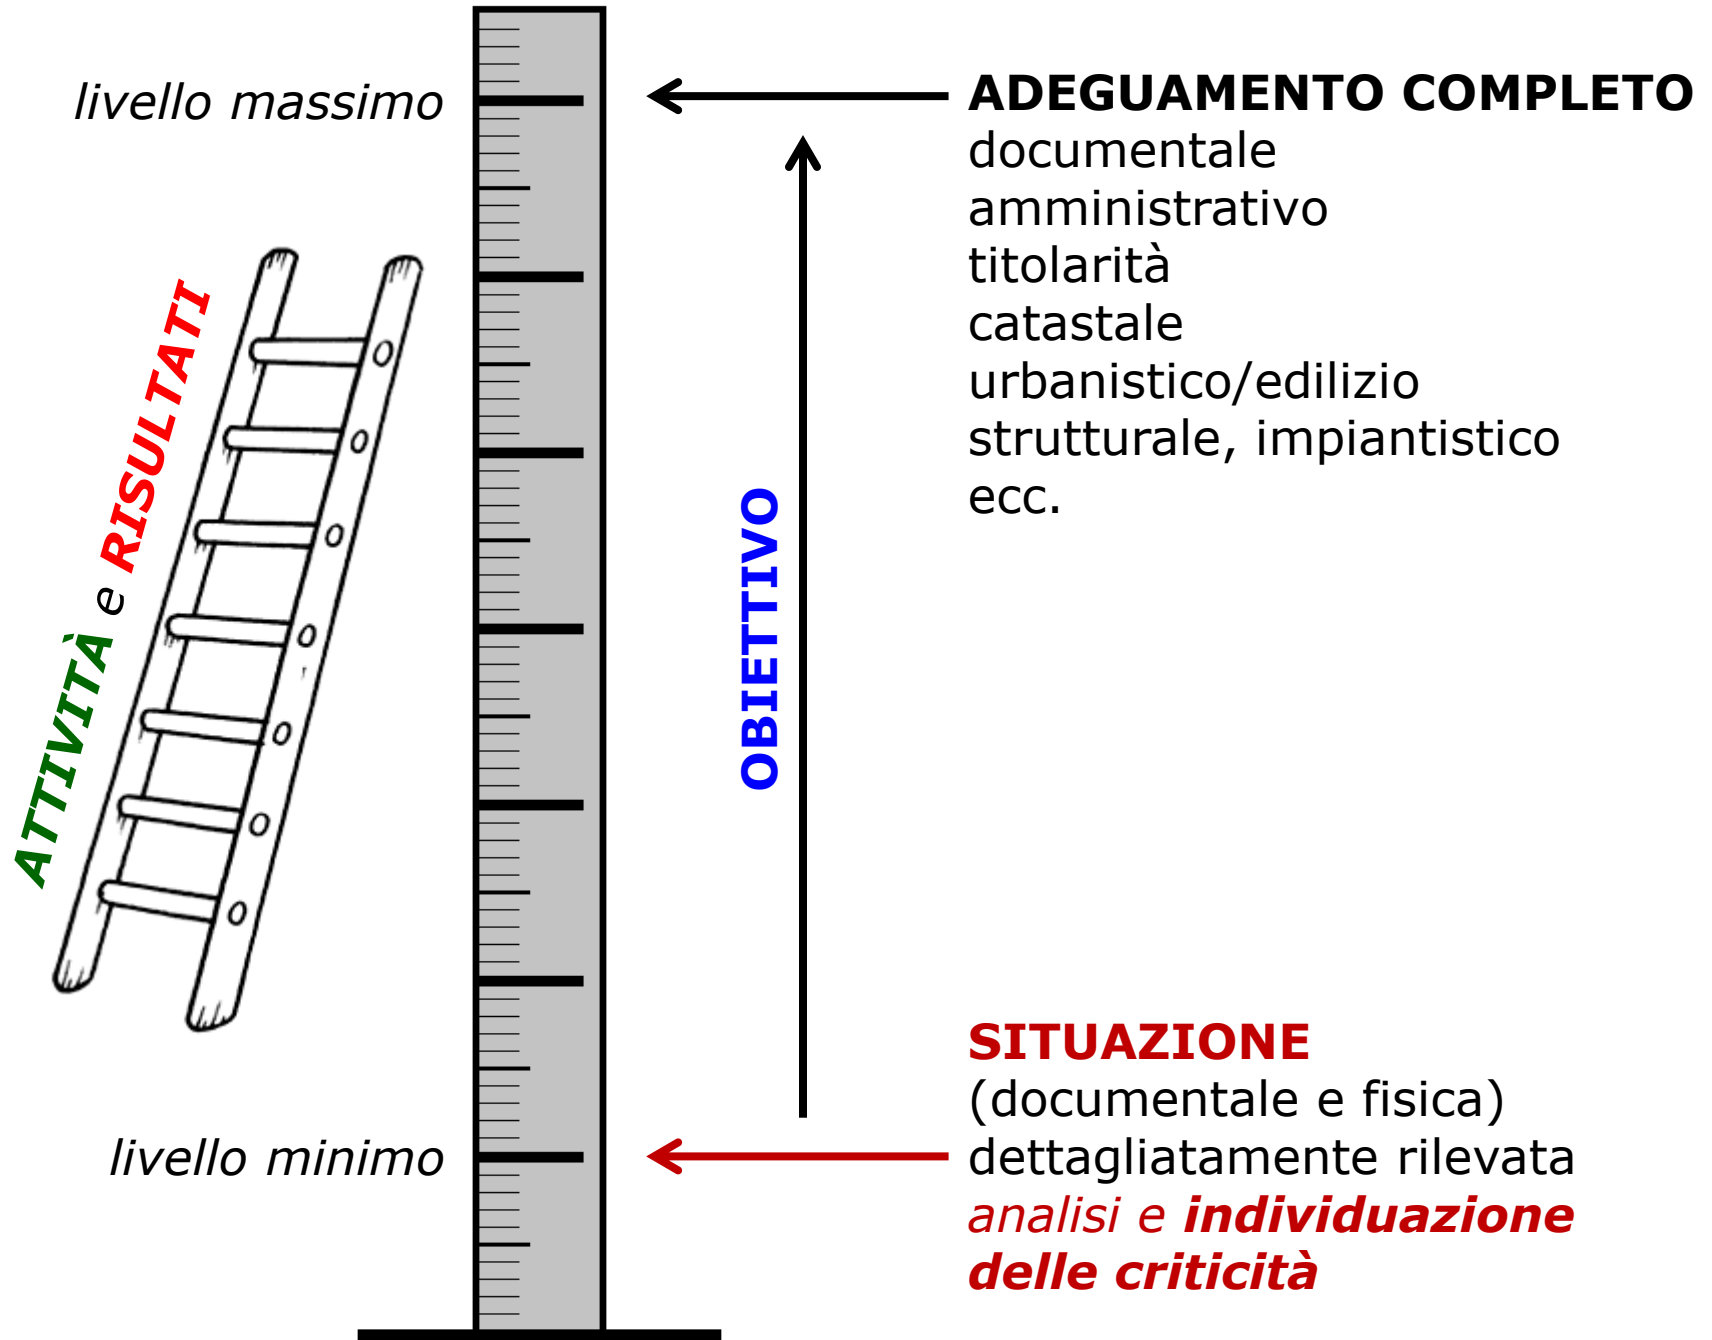 livello massimo
ADEGUAMENTO COMPLETO
documentale
amministrativo
titolarità
catastale
urbanistico/edilizio
strutturale, impiantistico
ecc.
ATTIVITÀ e RISULTATI
OBIETTIVO
livello minimo
SITUAZIONE
(documentale e fisica)
dettagliatamente rilevata
analisi e individuazione
delle criticità